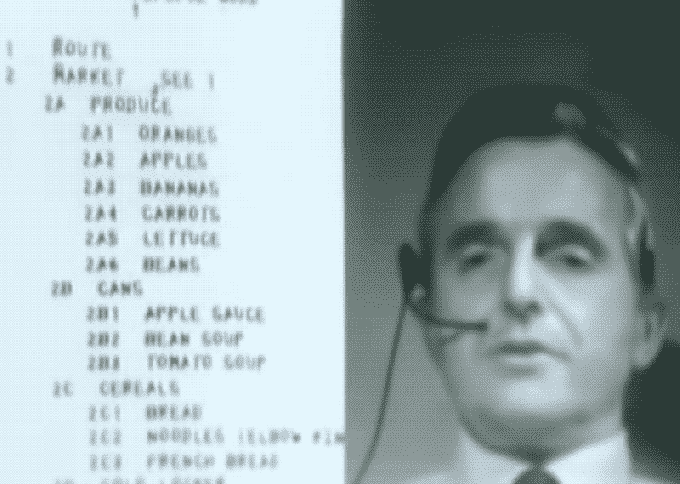 1 ROUTE
2 MARKET ,SEE 1
2A PRODUCE
2A1 ORANGES
2A2 APPLES
2A3 BANANAS
2A4 CARROTS
2A5 LETTUCE
2A6 BEANS
2B CANS
2B1 APPLE SAUCE
2B2 BEAN SOUP
2B3 TOMATO SOUP
2C CEREALS
2C1 BREAD
2C2 NOODLES (ELBOW
2C3 FRENCH BREAD